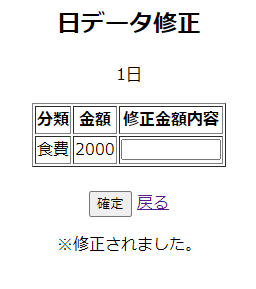 日データ修正
1日
分類 金額 修正金額内容
食費 2000
確定 戻る
※修正されました。